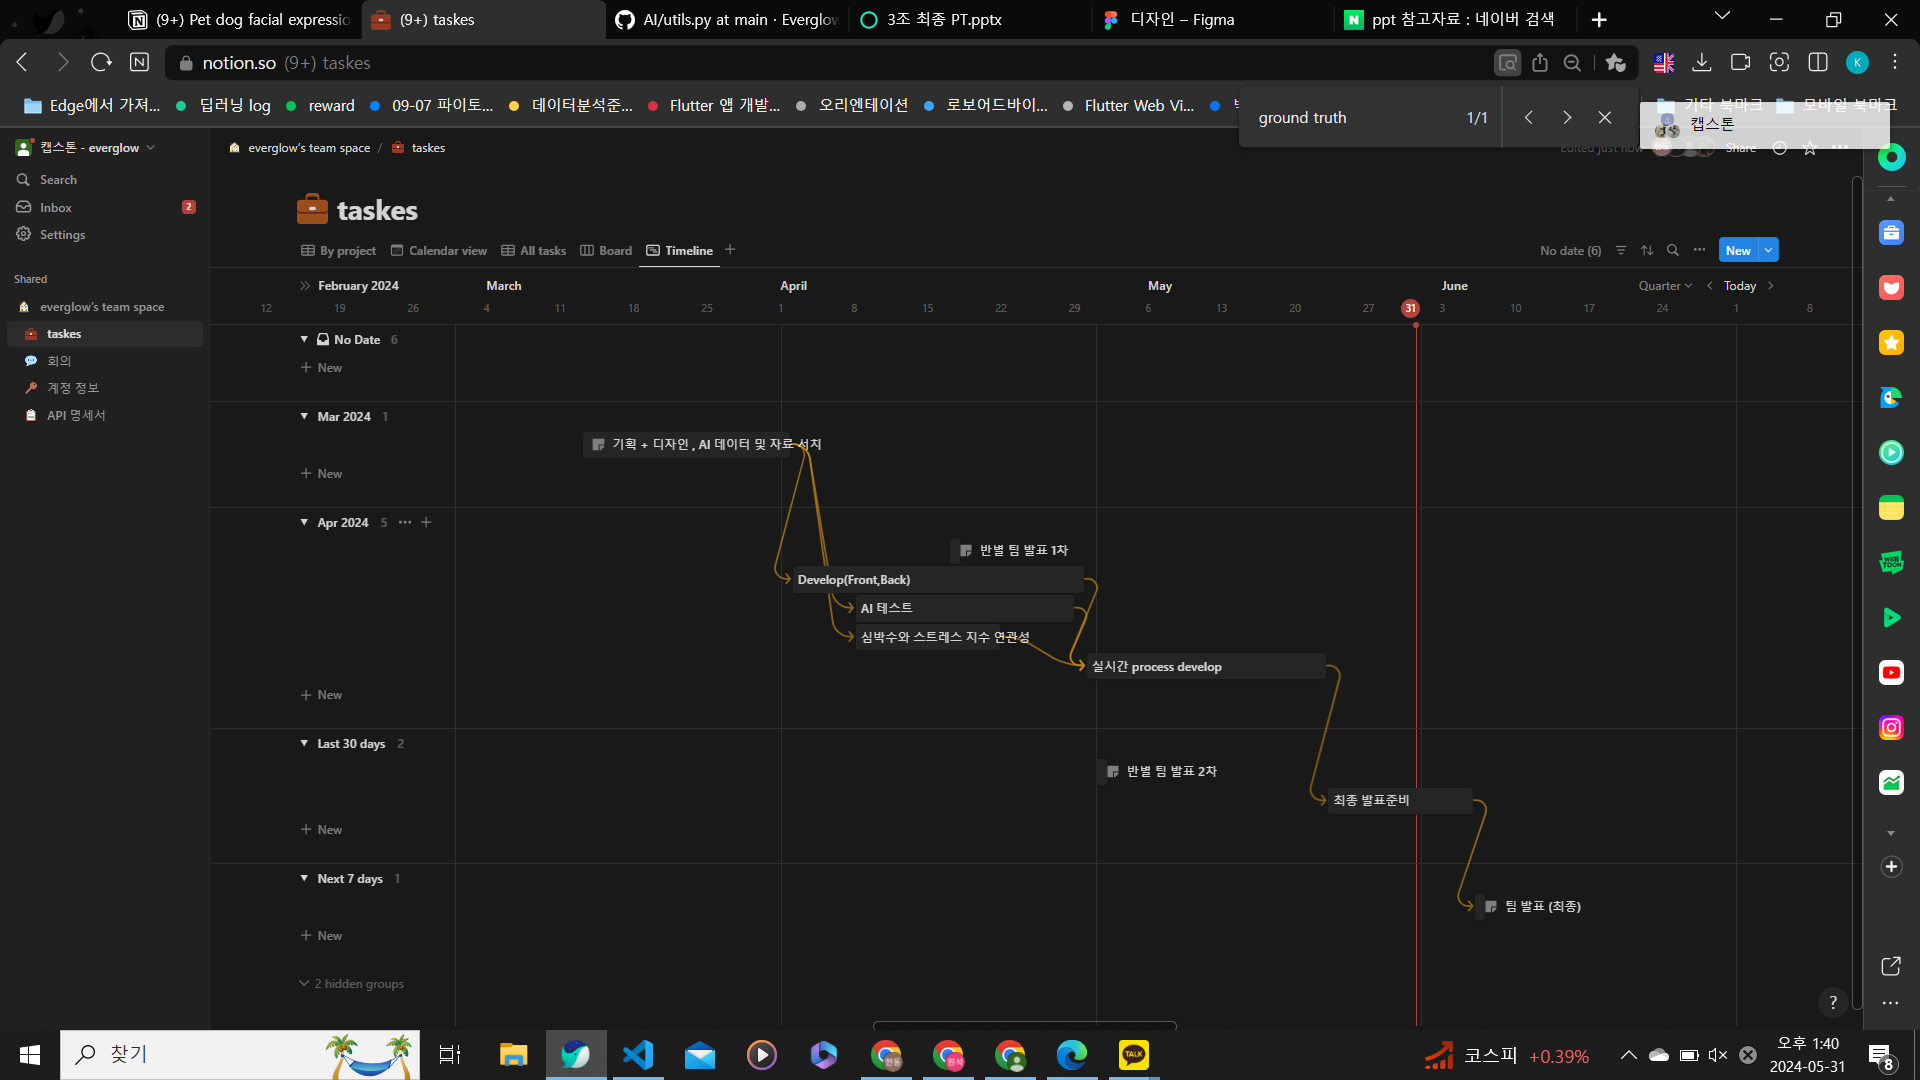 (9+) Pet dog facial expressio
(9+) taskes
AI/utils.py at main · Everglow
3조 최종 PT.pptx
디자인 – Figma
ppt 참고자료 : 네이버 검색
notion.so (9+) taskes
K
Edge에서 가져...
딥러닝 log
reward
09-07 파이토...
데이터분석준...
Flutter 앱 개발...
오리엔테이션
로보어드바이...
Flutter Web Vi...
기타 북마크
모바일 북마크
ground truth 1/1
캡스톤
캡스톤 - everglow
everglow's team space / taskes
Edited just now
Share
Search
Inbox 2
Settings
Shared
everglow's team space
taskes
회의
계정 정보
API 명세서
taskes
By project
Calendar view
All tasks
Board
Timeline
No date (6)
New
February 2024
March
April
May
June
Quarter
Today
12 19 26 4 11 18 25 1 8 15 22 29 6 13 20 27 31 3 10 17 24 1 8
No Date 6
New
Mar 2024 1
기획 + 디자인 , AI 데이터 및 자료 서치
New
Apr 2024 5
반별 팀 발표 1차
Develop(Front,Back)
AI 테스트
심박수와 스트레스 지수 연관성
실시간 process develop
New
Last 30 days 2
반별 팀 발표 2차
최종 발표준비
New
Next 7 days 1
팀 발표 (최종)
New
2 hidden groups
?
WEB
TOON
찾기
TALK
코스피 +0.39%
오후 1:40
2024-05-31
8